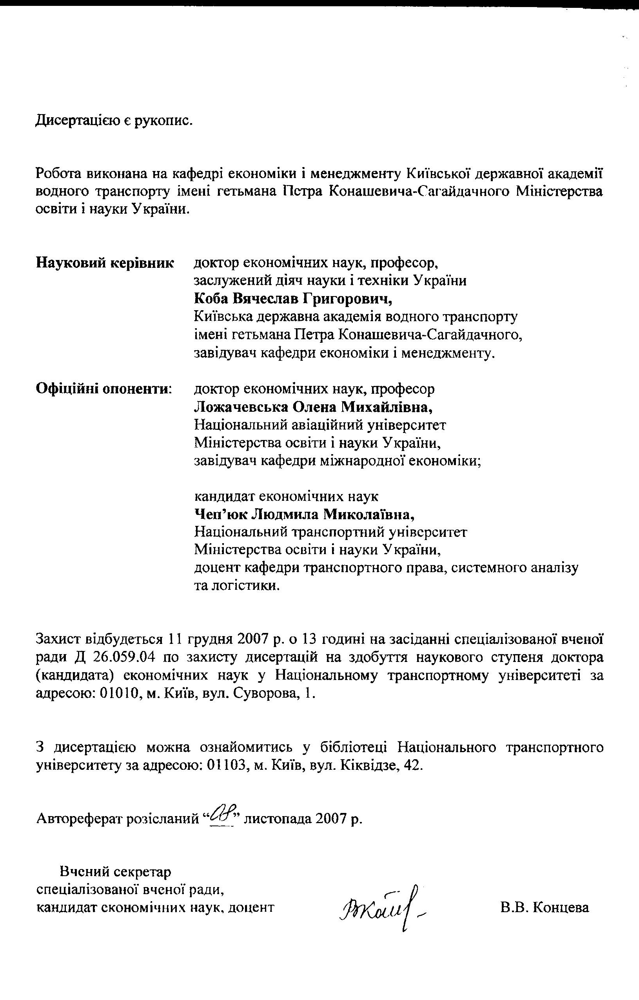 Дисертацією є рукопис.
Робота виконана на кафедрі економіки і менеджменту Київської державної академії
водного транспорту імені гетьмана Петра Конашевича-Сагайдачного Міністерства
освіти і науки України.
Науковий керівник доктор економічних наук, професор,
заслужений діяч науки і техніки України
Коба Вячеслав Григорович,
Київська державна академія водного транспорту
імені гетьмана Петра Конашевича-Сагайдачного,
завідувач кафедри економіки і менеджменту.
Офіційні опоненти: доктор економічних наук, професор
Ложачевська Олена Михайлівна,
Національний авіаційний університет
Міністерства освіти і науки України,
завідувач кафедри міжнародної економіки;
кандидат економічних наук
Чеп’юк Людмила Миколаївна,
Національний транспортний університет
Міністерства освіти і науки України,
доцент кафедри транспортного права, системного аналізу
та логістики.
Захист відбудеться 11 грудня 2007 р. о 13 годині на засіданні спеціалізованої вченої
ради Д 26.059.04 по захисту дисертацій на здобуття наукового ступеня доктора
(кандидата) економічних наук у Національному транспортному університеті за
адресою: 01010, м. Київ, вул. Суворова, 1.
З дисертацією можна ознайомитись у бібліотеці Національного транспортного
університету за адресою: 01103, м. Київ, вул. Кіквідзе, 42.
Автореферат розісланий “08” листопада 2007 р.
Вчений секретар
спеціалізованої вченої ради,
кандидат економічних наук, доцент В.В. Концева